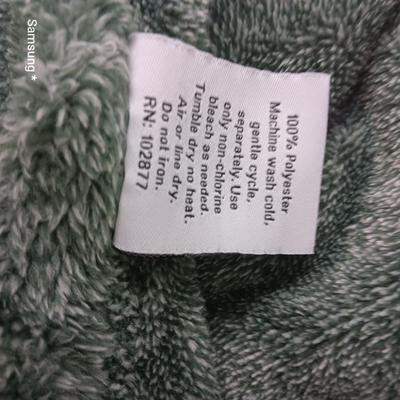 100% Polyester
Machine wash cold,
gentle cycle,
separately. Use
only non-chlorine
bleach as needed.
Tumble dry no heat.
Air or line dry.
Do not iron.
RN: 102877
Samsung *